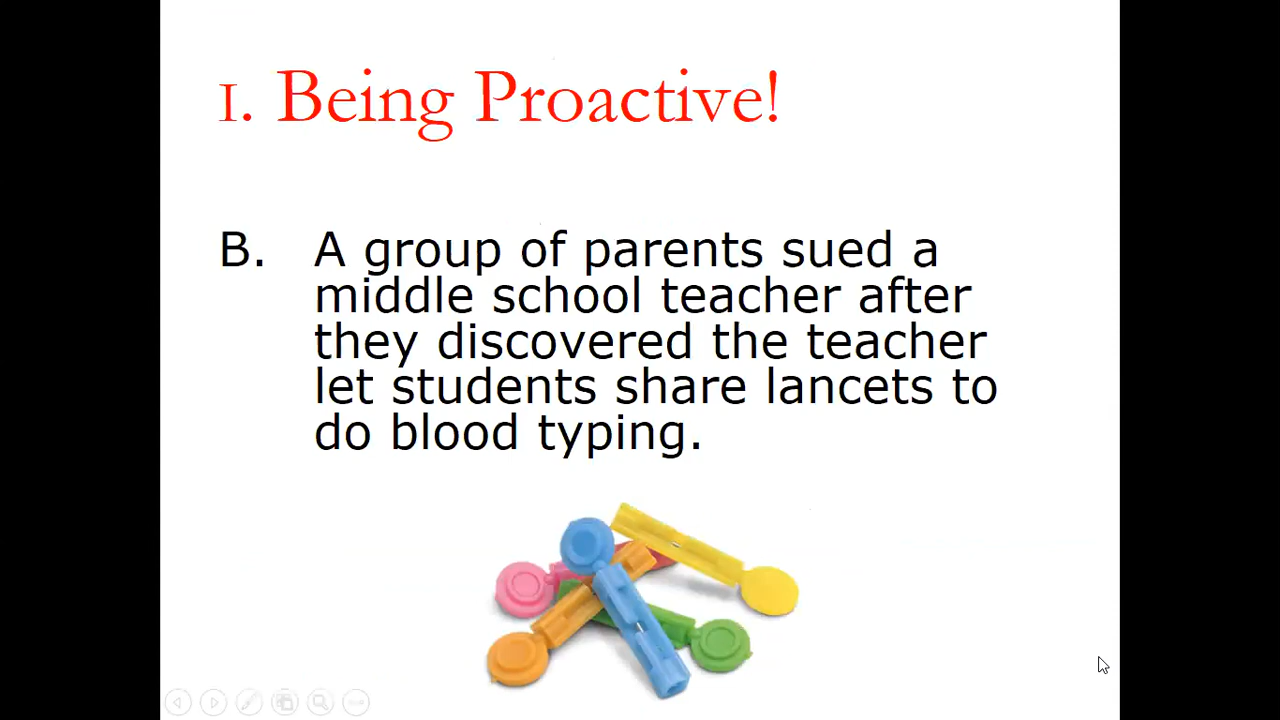 I. Being Proactive!
B. A group of parents sued a
middle school teacher after
they discovered the teacher
let students share lancets to
do blood typing.